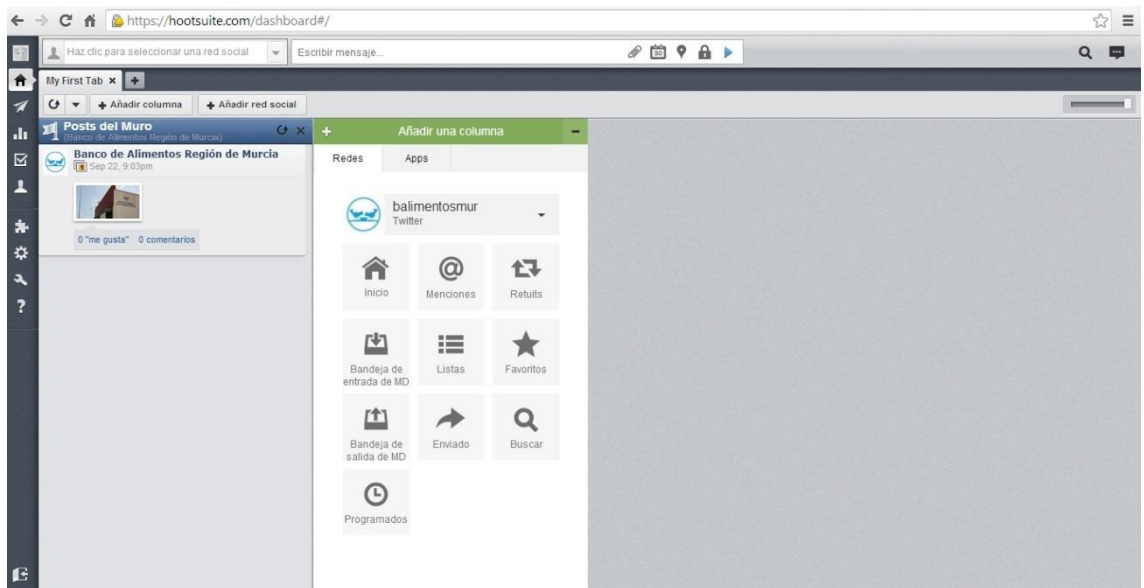 https://hootsuite.com/dashboard#/
Haz clic para seleccionar una red social
Escribir mensaje...
30
My First Tab
Añadir columna
Añadir red social
Posts del Muro
(Banco de Alimentos Región de Murcia)
Añadir una columna
Banco de Alimentos Región de Murcia
Sep 22, 9:03pm
0 "me gusta" 0 comentarios
Redes Apps
balimentosmur
Twitter
Inicio Menciones Retuits
Bandeja de entrada de MD
Listas Favoritos
Bandeja de salida de MD
Enviado Buscar
Programados